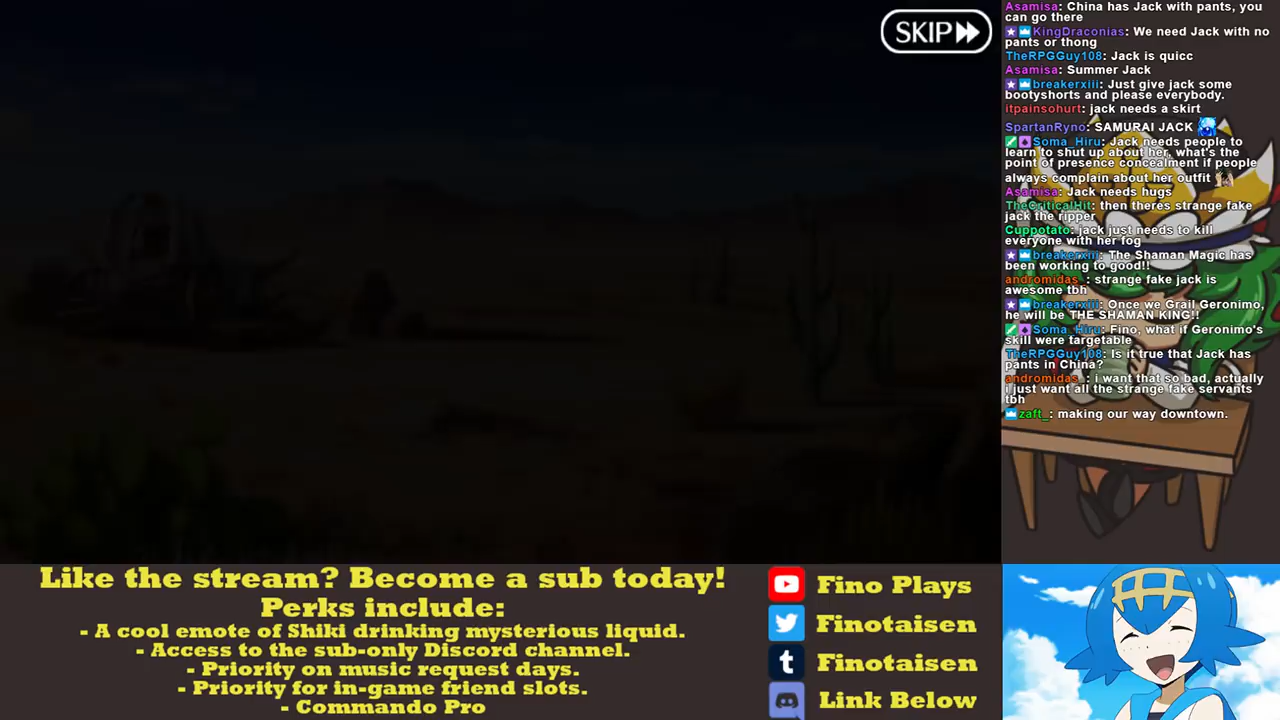 SKIP
Asamisa: China has Jack with pants, you
can go there
KingDraconias: We need Jack with no
pants or thong
TheRPGGuy108: Jack is quicc
Asamisa: Summer Jack
breakerxiii: Just give jack some
bootyshorts and please everybody.
itpainsohurt: jack needs a skirt
SpartanRyno: SAMURAI JACK
Soma_Hiru: Jack needs people to
learn to shut up about her, what's the
point of presence concealment if people
always complain about her outfit
Asamisa: Jack needs hugs
TheCriticalHit: then theres strange fake
jack the ripper
Cuppotato: jack just needs to kill
everyone with her fog
breakerxiii: The Shaman Magic has
been working to good!!
andromidas_: strange fake jack is
awesome tbh
breakerxiii: Once we Grail Geronimo,
he will be THE SHAMAN KING!!
Soma_Hiru: Fino, what if Geronimo's
skill were targetable
TheRPGGuy108: Is it true that Jack has
pants in China?
andromidas_: i want that so bad, actually
i just want all the strange fake servants
tbh
zaft_: making our way downtown.
Like the stream? Become a sub today!
Perks include:
- A cool emote of Shiki drinking mysterious liquid.
- Access to the sub-only Discord channel.
- Priority on music request days.
- Priority for in-game friend slots.
- Commando Pro
Fino Plays
Finotaisen
Finotaisen
Link Below